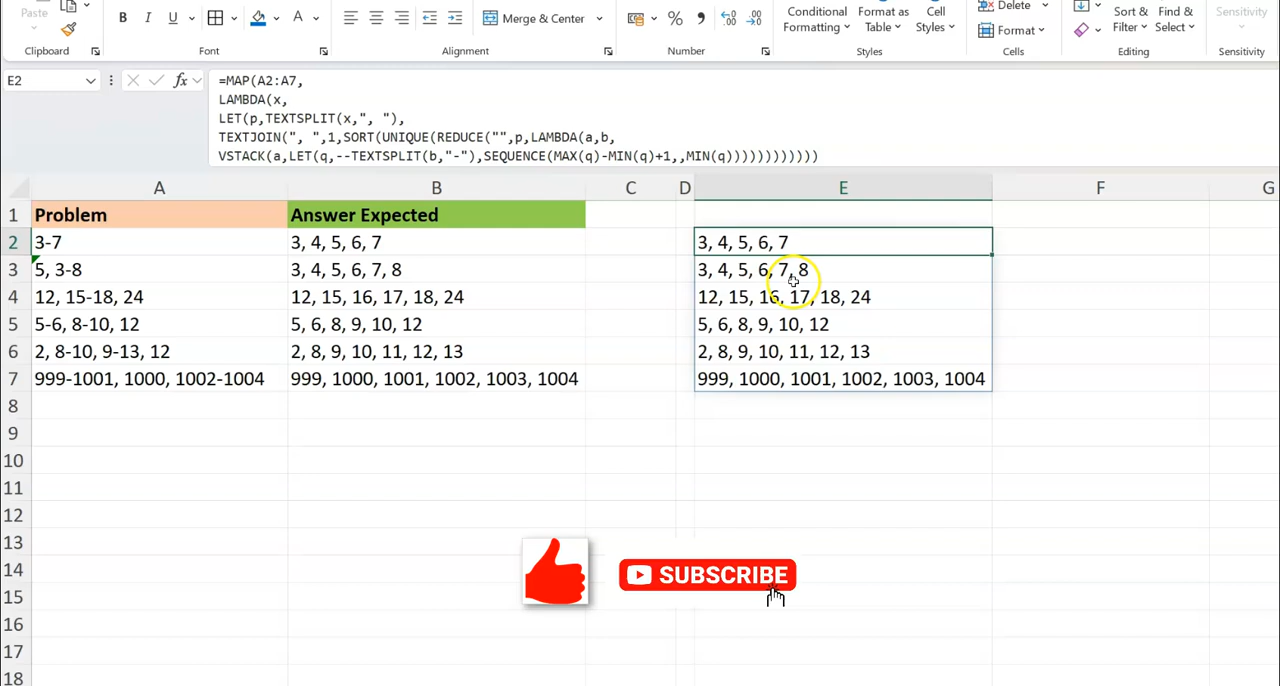 Paste
B I U A
Merge & Center
%
Conditional Formatting
Format as Table
Cell Styles
Delete
Format
Sort & Filter
Find & Select
Sensitivity
Clipboard
Font
Alignment
Number
Styles
Cells
Editing
Sensitivity
E2
fx
=MAP(A2:A7,
LAMBDA(x,
LET(p,TEXTSPLIT(x,", "),
TEXTJOIN(", ",1,SORT(UNIQUE(REDUCE("",p,LAMBDA(a,b,
VSTACK(a,LET(q,--TEXTSPLIT(b,"-"),SEQUENCE(MAX(q)-MIN(q)+1,,MIN(q))))))))))))
A B C D E F G
1 Problem Answer Expected
2 3-7 3, 4, 5, 6, 7 3, 4, 5, 6, 7
3 5, 3-8 3, 4, 5, 6, 7, 8 3, 4, 5, 6, 7, 8
4 12, 15-18, 24 12, 15, 16, 17, 18, 24 12, 15, 16, 17, 18, 24
5 5-6, 8-10, 12 5, 6, 8, 9, 10, 12 5, 6, 8, 9, 10, 12
6 2, 8-10, 9-13, 12 2, 8, 9, 10, 11, 12, 13 2, 8, 9, 10, 11, 12, 13
7 999-1001, 1000, 1002-1004 999, 1000, 1001, 1002, 1003, 1004 999, 1000, 1001, 1002, 1003, 1004
8
9
10
11
12
13
14
SUBSCRIBE
15
16
17
18